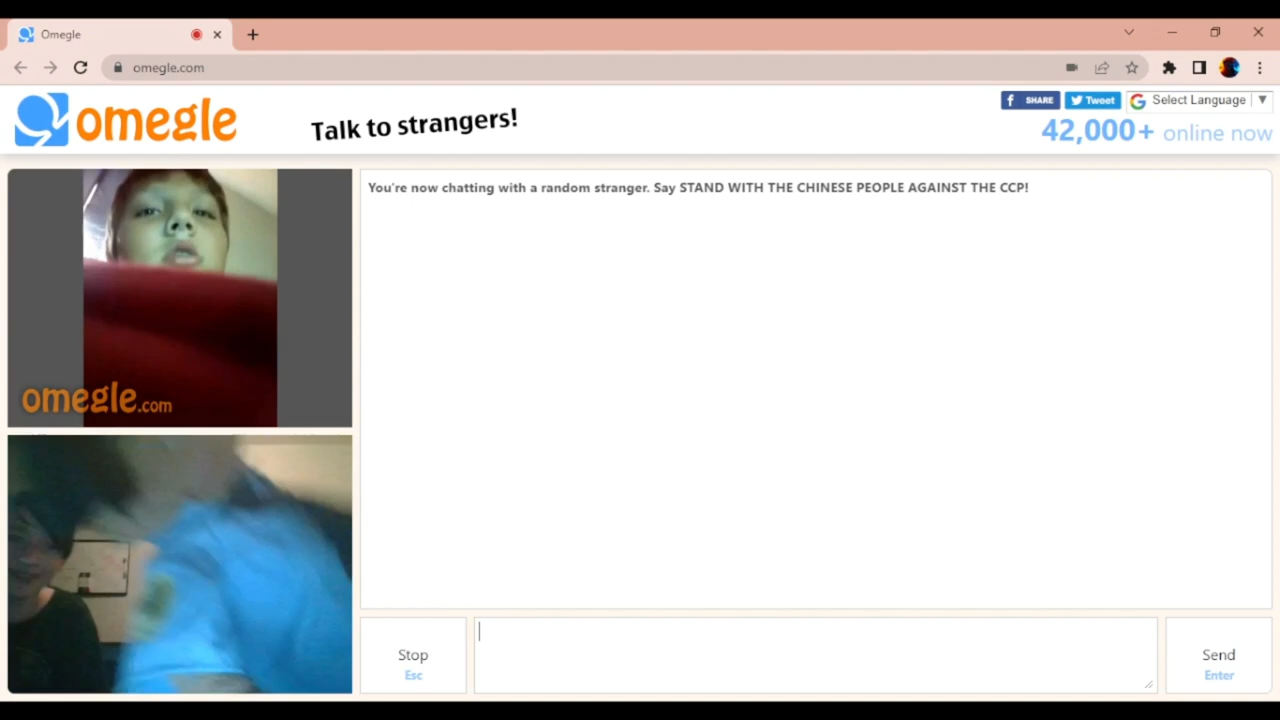 Omegle
omegle.com
omegle
Talk to strangers!
SHARE
Tweet
Select Language
42,000+ online now
You're now chatting with a random stranger. Say STAND WITH THE CHINESE PEOPLE AGAINST THE CCP!
omegle.com
Stop
Esc
Send
Enter